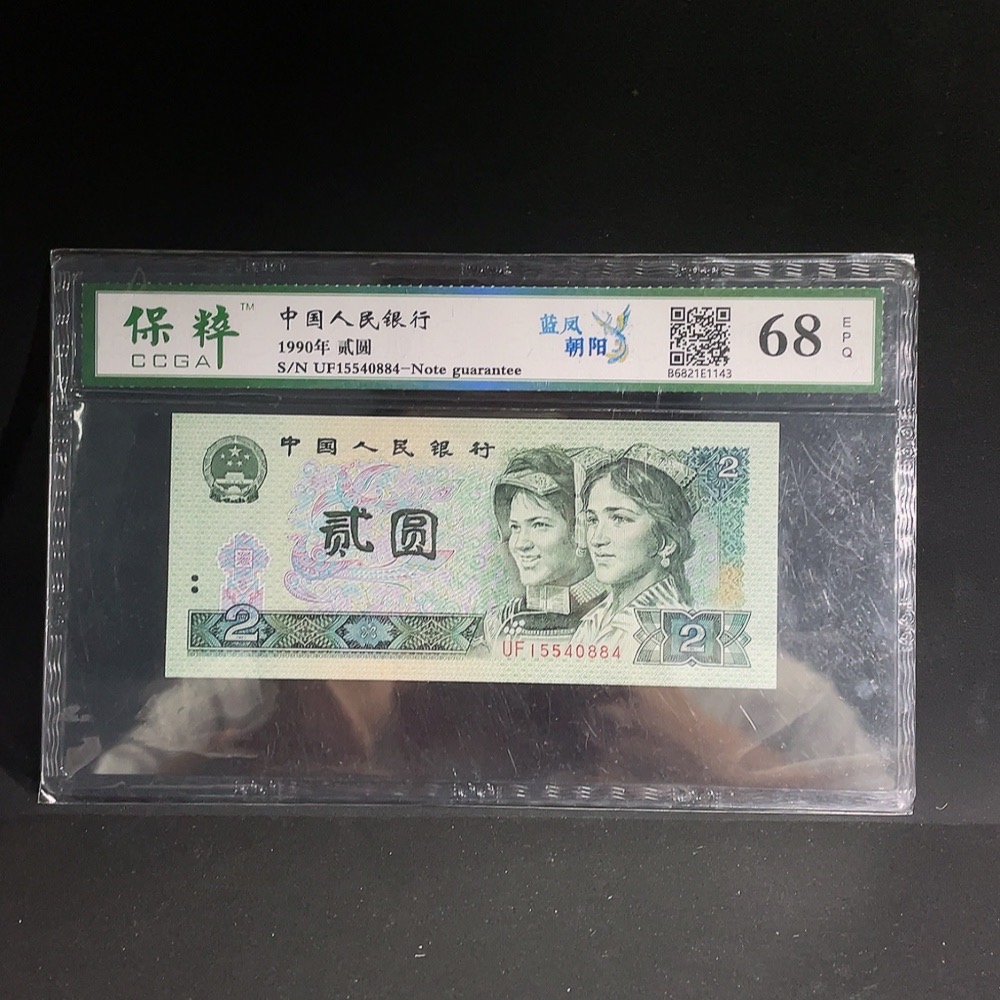 保粹™
CCGA
中国人民银行
1990年 贰圆
S/N UF15540884-Note guarantee
蓝凤
朝阳
B6821E1143
68
EPQ
中国人民银行
2
贰圆
2
UF15540884
2